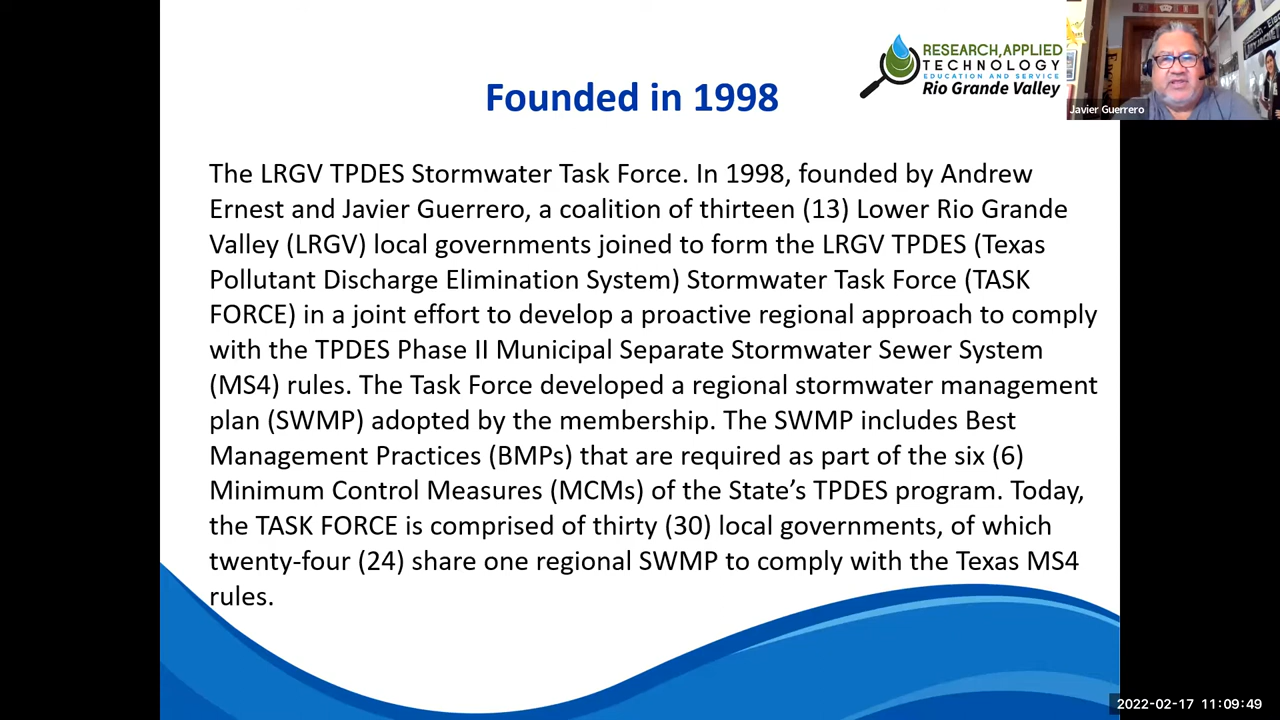 RESEARCH, APPLIED
TECHNOLOGY
EDUCATION AND SERVICE
Rio Grande Valley
Javier Guerrero
Founded in 1998
The LRGV TPDES Stormwater Task Force. In 1998, founded by Andrew
Ernest and Javier Guerrero, a coalition of thirteen (13) Lower Rio Grande
Valley (LRGV) local governments joined to form the LRGV TPDES (Texas
Pollutant Discharge Elimination System) Stormwater Task Force (TASK
FORCE) in a joint effort to develop a proactive regional approach to comply
with the TPDES Phase II Municipal Separate Stormwater Sewer System
(MS4) rules. The Task Force developed a regional stormwater management
plan (SWMP) adopted by the membership. The SWMP includes Best
Management Practices (BMPs) that are required as part of the six (6)
Minimum Control Measures (MCMs) of the State’s TPDES program. Today,
the TASK FORCE is comprised of thirty (30) local governments, of which
twenty-four (24) share one regional SWMP to comply with the Texas MS4
rules.
2022-02-17 11:09:49